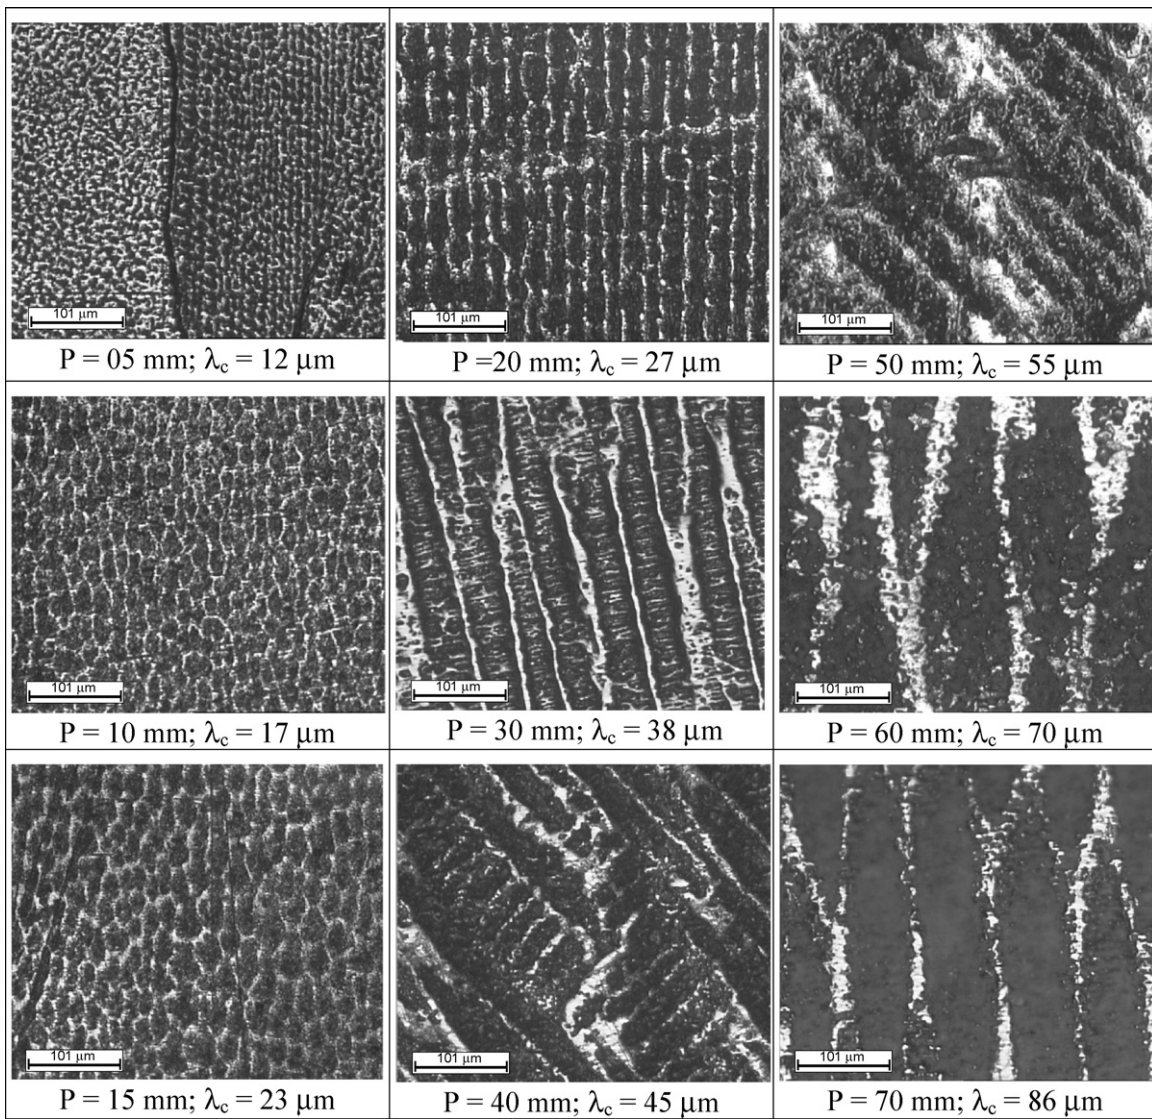 101 μm
101 μm
101 μm
P = 05 mm; λc = 12 μm
P =20 mm; λc = 27 μm
P = 50 mm; λc = 55 μm
101 μm
101 μm
101 μm
P = 10 mm; λc = 17 μm
P = 30 mm; λc = 38 μm
P = 60 mm; λc = 70 μm
101 μm
101 μm
101 μm
P = 15 mm; λc = 23 μm
P = 40 mm; λc = 45 μm
P = 70 mm; λc = 86 μm